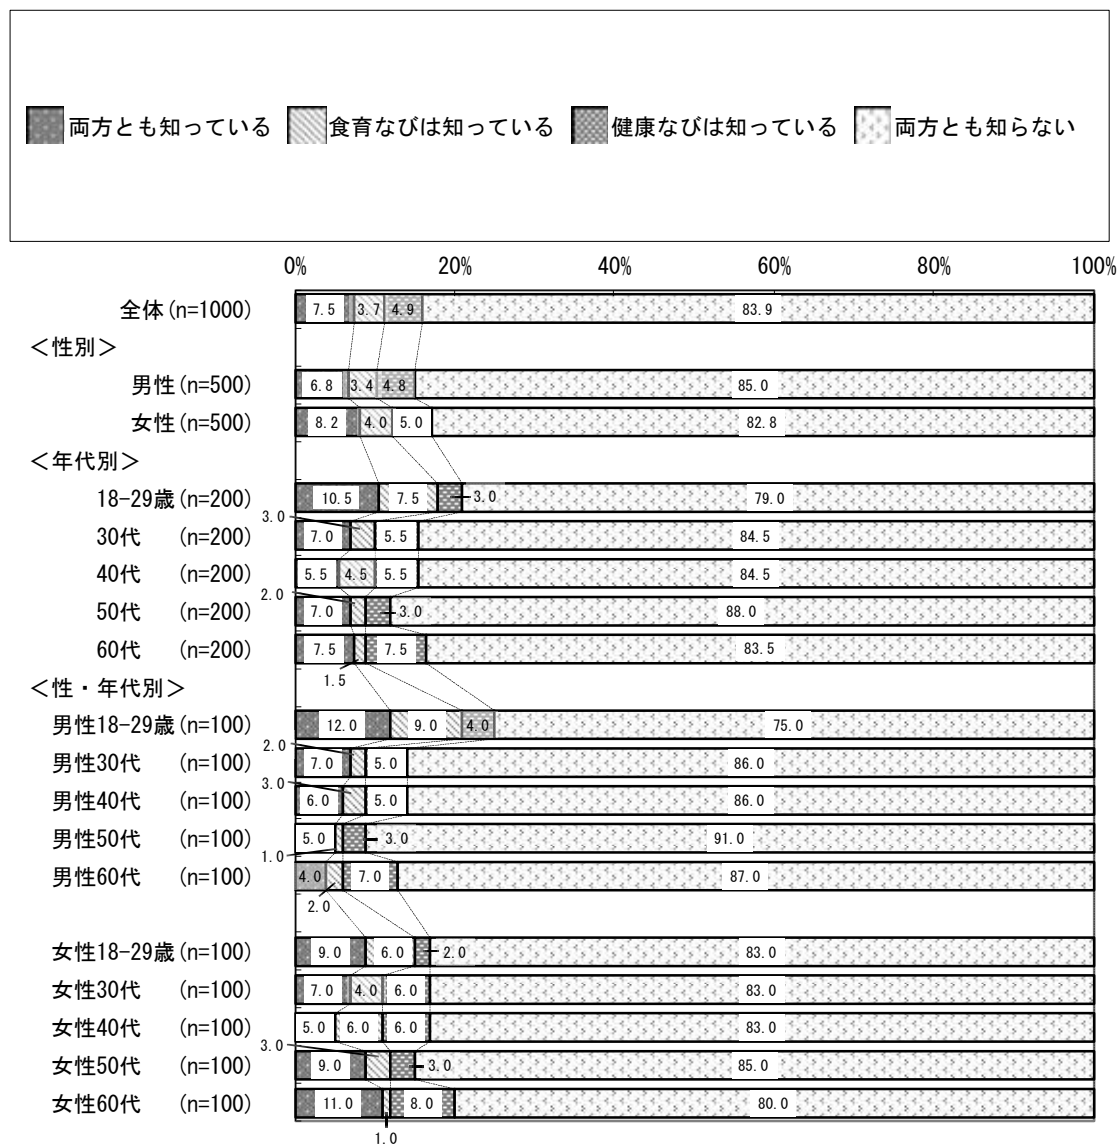 両方とも知っている 食育なびは知っている 健康なびは知っている 両方とも知らない
0% 20% 40% 60% 80% 100%
全体(n=1000) 7.5 3.7 4.9 83.9
＜性別＞
男性(n=500) 6.8 3.4 4.8 85.0
女性(n=500) 8.2 4.0 5.0 82.8
＜年代別＞
18-29歳(n=200) 10.5 7.5 3.0 79.0
30代 (n=200) 7.0 3.0 5.5 84.5
40代 (n=200) 5.5 4.5 5.5 84.5
50代 (n=200) 7.0 2.0 3.0 88.0
60代 (n=200) 7.5 1.5 7.5 83.5
＜性・年代別＞
男性18-29歳(n=100) 12.0 9.0 4.0 75.0
男性30代 (n=100) 7.0 2.0 5.0 86.0
男性40代 (n=100) 6.0 3.0 5.0 86.0
男性50代 (n=100) 5.0 1.0 3.0 91.0
男性60代 (n=100) 4.0 2.0 7.0 87.0
女性18-29歳(n=100) 9.0 6.0 2.0 83.0
女性30代 (n=100) 7.0 4.0 6.0 83.0
女性40代 (n=100) 5.0 6.0 6.0 83.0
女性50代 (n=100) 9.0 3.0 3.0 85.0
女性60代 (n=100) 11.0 1.0 8.0 80.0